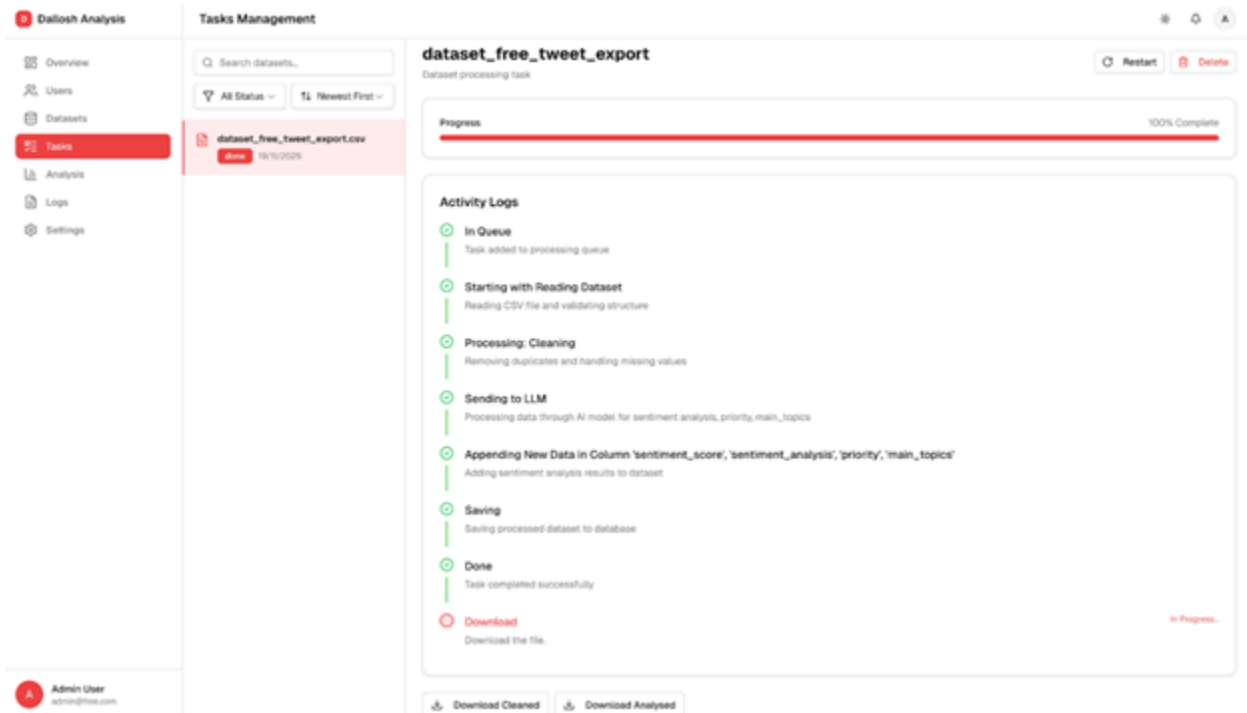 D Dallosh Analysis
Tasks Management
A
Overview
Users
Datasets
Tasks
Analysis
Logs
Settings
Search datasets...
All Status
Newest First
dataset_free_tweet_export.csv
done 19/11/2025
dataset_free_tweet_export
Dataset processing task
Restart
Delete
Progress
100% Complete
Activity Logs
In Queue
Task added to processing queue
Starting with Reading Dataset
Reading CSV file and validating structure
Processing: Cleaning
Removing duplicates and handling missing values
Sending to LLM
Processing data through AI model for sentiment analysis, priority, main_topics
Appending New Data in Column 'sentiment_score', 'sentiment_analysis', 'priority', 'main_topics'
Adding sentiment analysis results to dataset
Saving
Saving processed dataset to database
Done
Task completed successfully
Download
In Progress...
Download the file.
Download Cleaned
Download Analysed
A
Admin User
admin@free.com